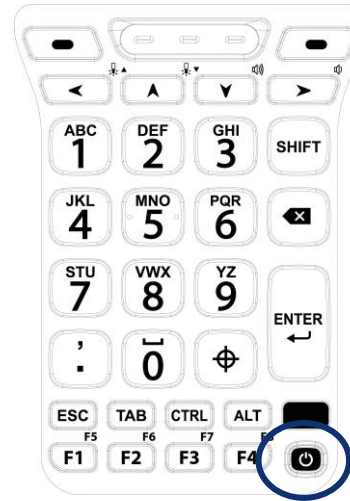 ABC DEF GHI
1 2 3 SHIFT
JKL MNO PQR
4 5 6
STU VWX YZ
7 8 9
ENTER
, .
0
ESC TAB CTRL ALT
F5 F6 F7
F1 F2 F3 F4